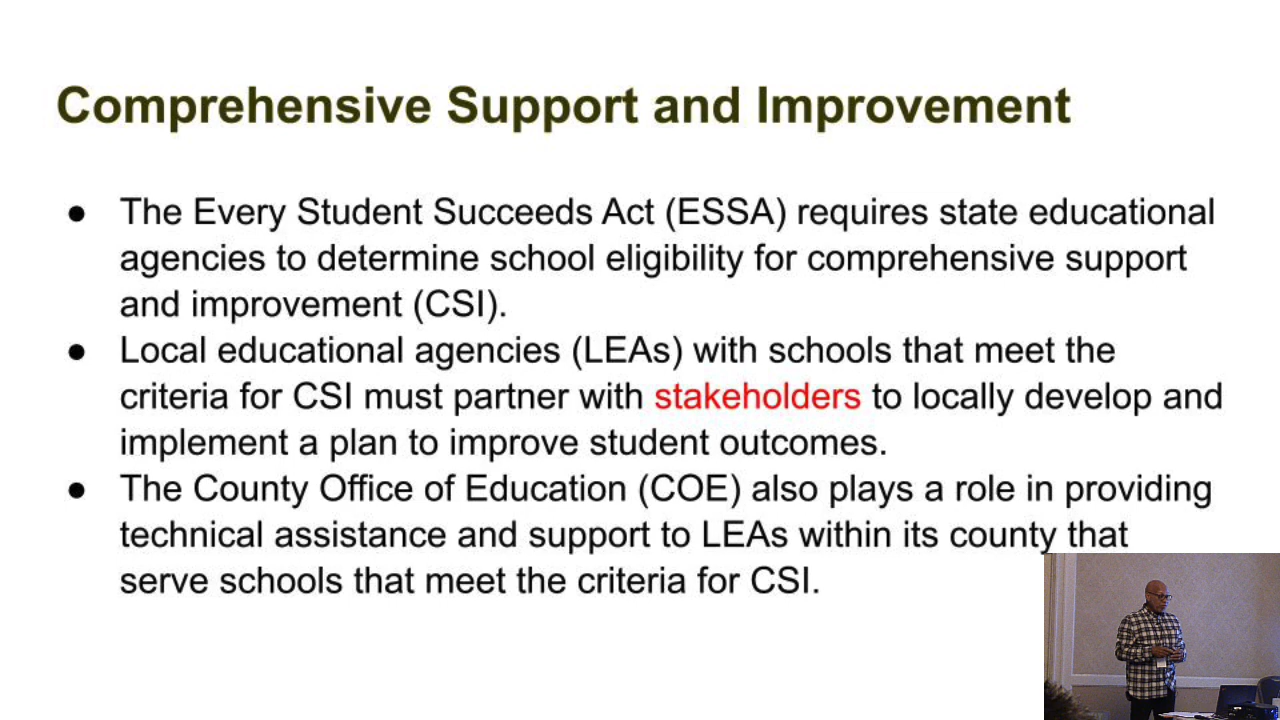 Comprehensive Support and Improvement
● The Every Student Succeeds Act (ESSA) requires state educational
agencies to determine school eligibility for comprehensive support
and improvement (CSI).
● Local educational agencies (LEAs) with schools that meet the
criteria for CSI must partner with stakeholders to locally develop and
implement a plan to improve student outcomes.
● The County Office of Education (COE) also plays a role in providing
technical assistance and support to LEAs within its county that
serve schools that meet the criteria for CSI.